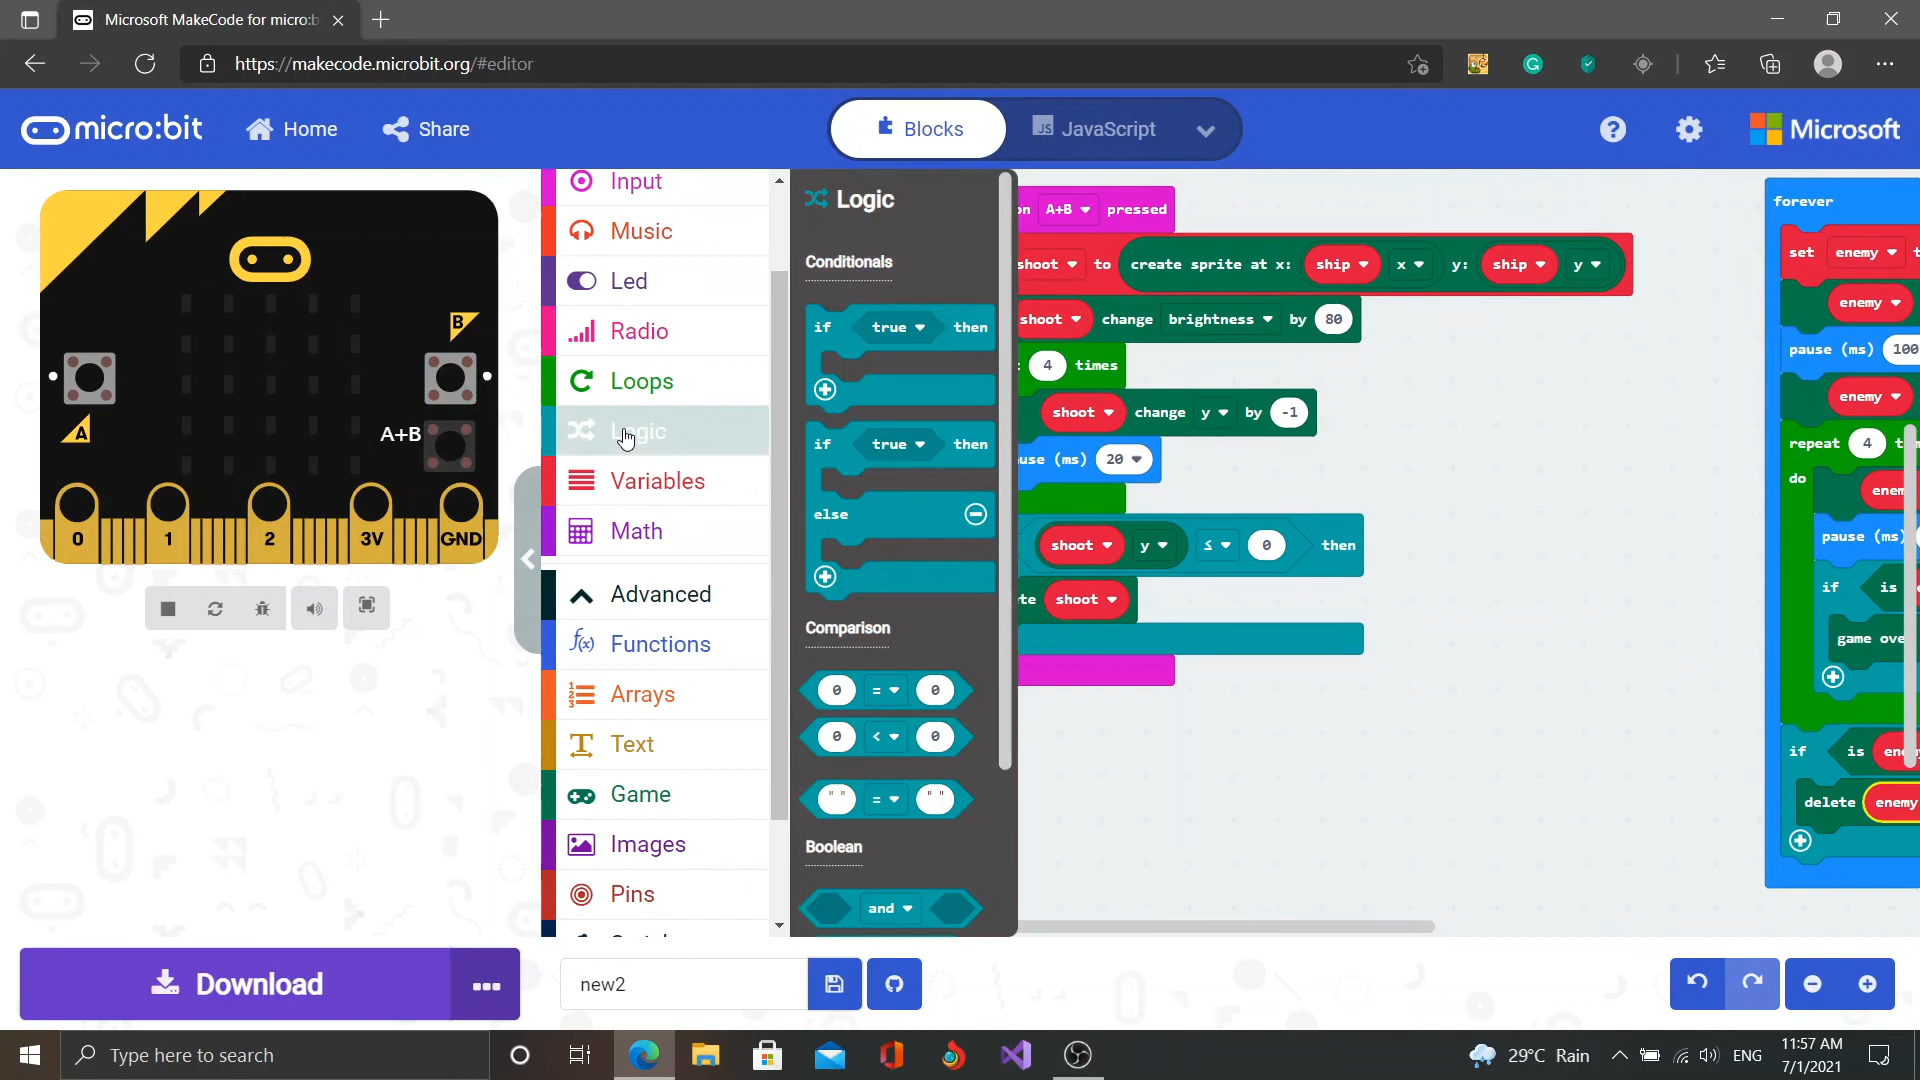 Microsoft MakeCode for micro:b
https://makecode.microbit.org/#editor
micro:bit
Home
Share
Blocks
JS JavaScript
?
Microsoft
B
A
A+B
0 1 2 3V GND
Input
Music
Led
Radio
Loops
Logic
Variables
Math
Advanced
f(x) Functions
Arrays
Text
Game
Images
Pins
Logic
Conditionals
if true then
if true then
else
Comparison
0 = 0
0 < 0
" " = " "
Boolean
and
on A+B pressed
shoot to create sprite at x: ship x y: ship y
shoot change brightness by 80
4 times
shoot change y by -1
use (ms) 20
shoot y ≤ 0 then
te shoot
forever
set enemy t
enemy
pause (ms) 100
enemy
repeat 4 ti
do
enem
pause (ms)
if is
game ove
if is ene
delete enemy
Download
new2
Type here to search
29°C Rain
ENG
11:57 AM
7/1/2021